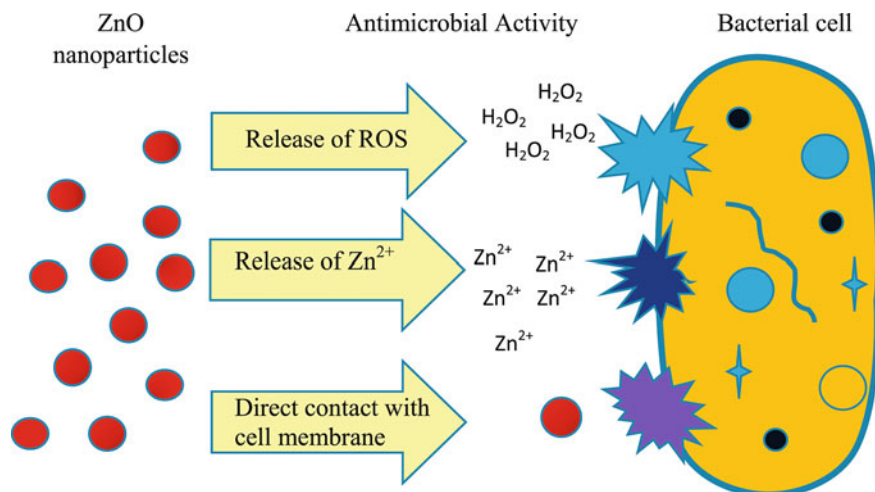 ZnO
nanoparticles
Antimicrobial Activity
Bacterial cell
Release of ROS
H₂O₂
H₂O₂
H₂O₂
H₂O₂
Release of Zn²⁺
Zn²⁺
Zn²⁺
Zn²⁺
Zn²⁺
Zn²⁺
Direct contact with
cell membrane